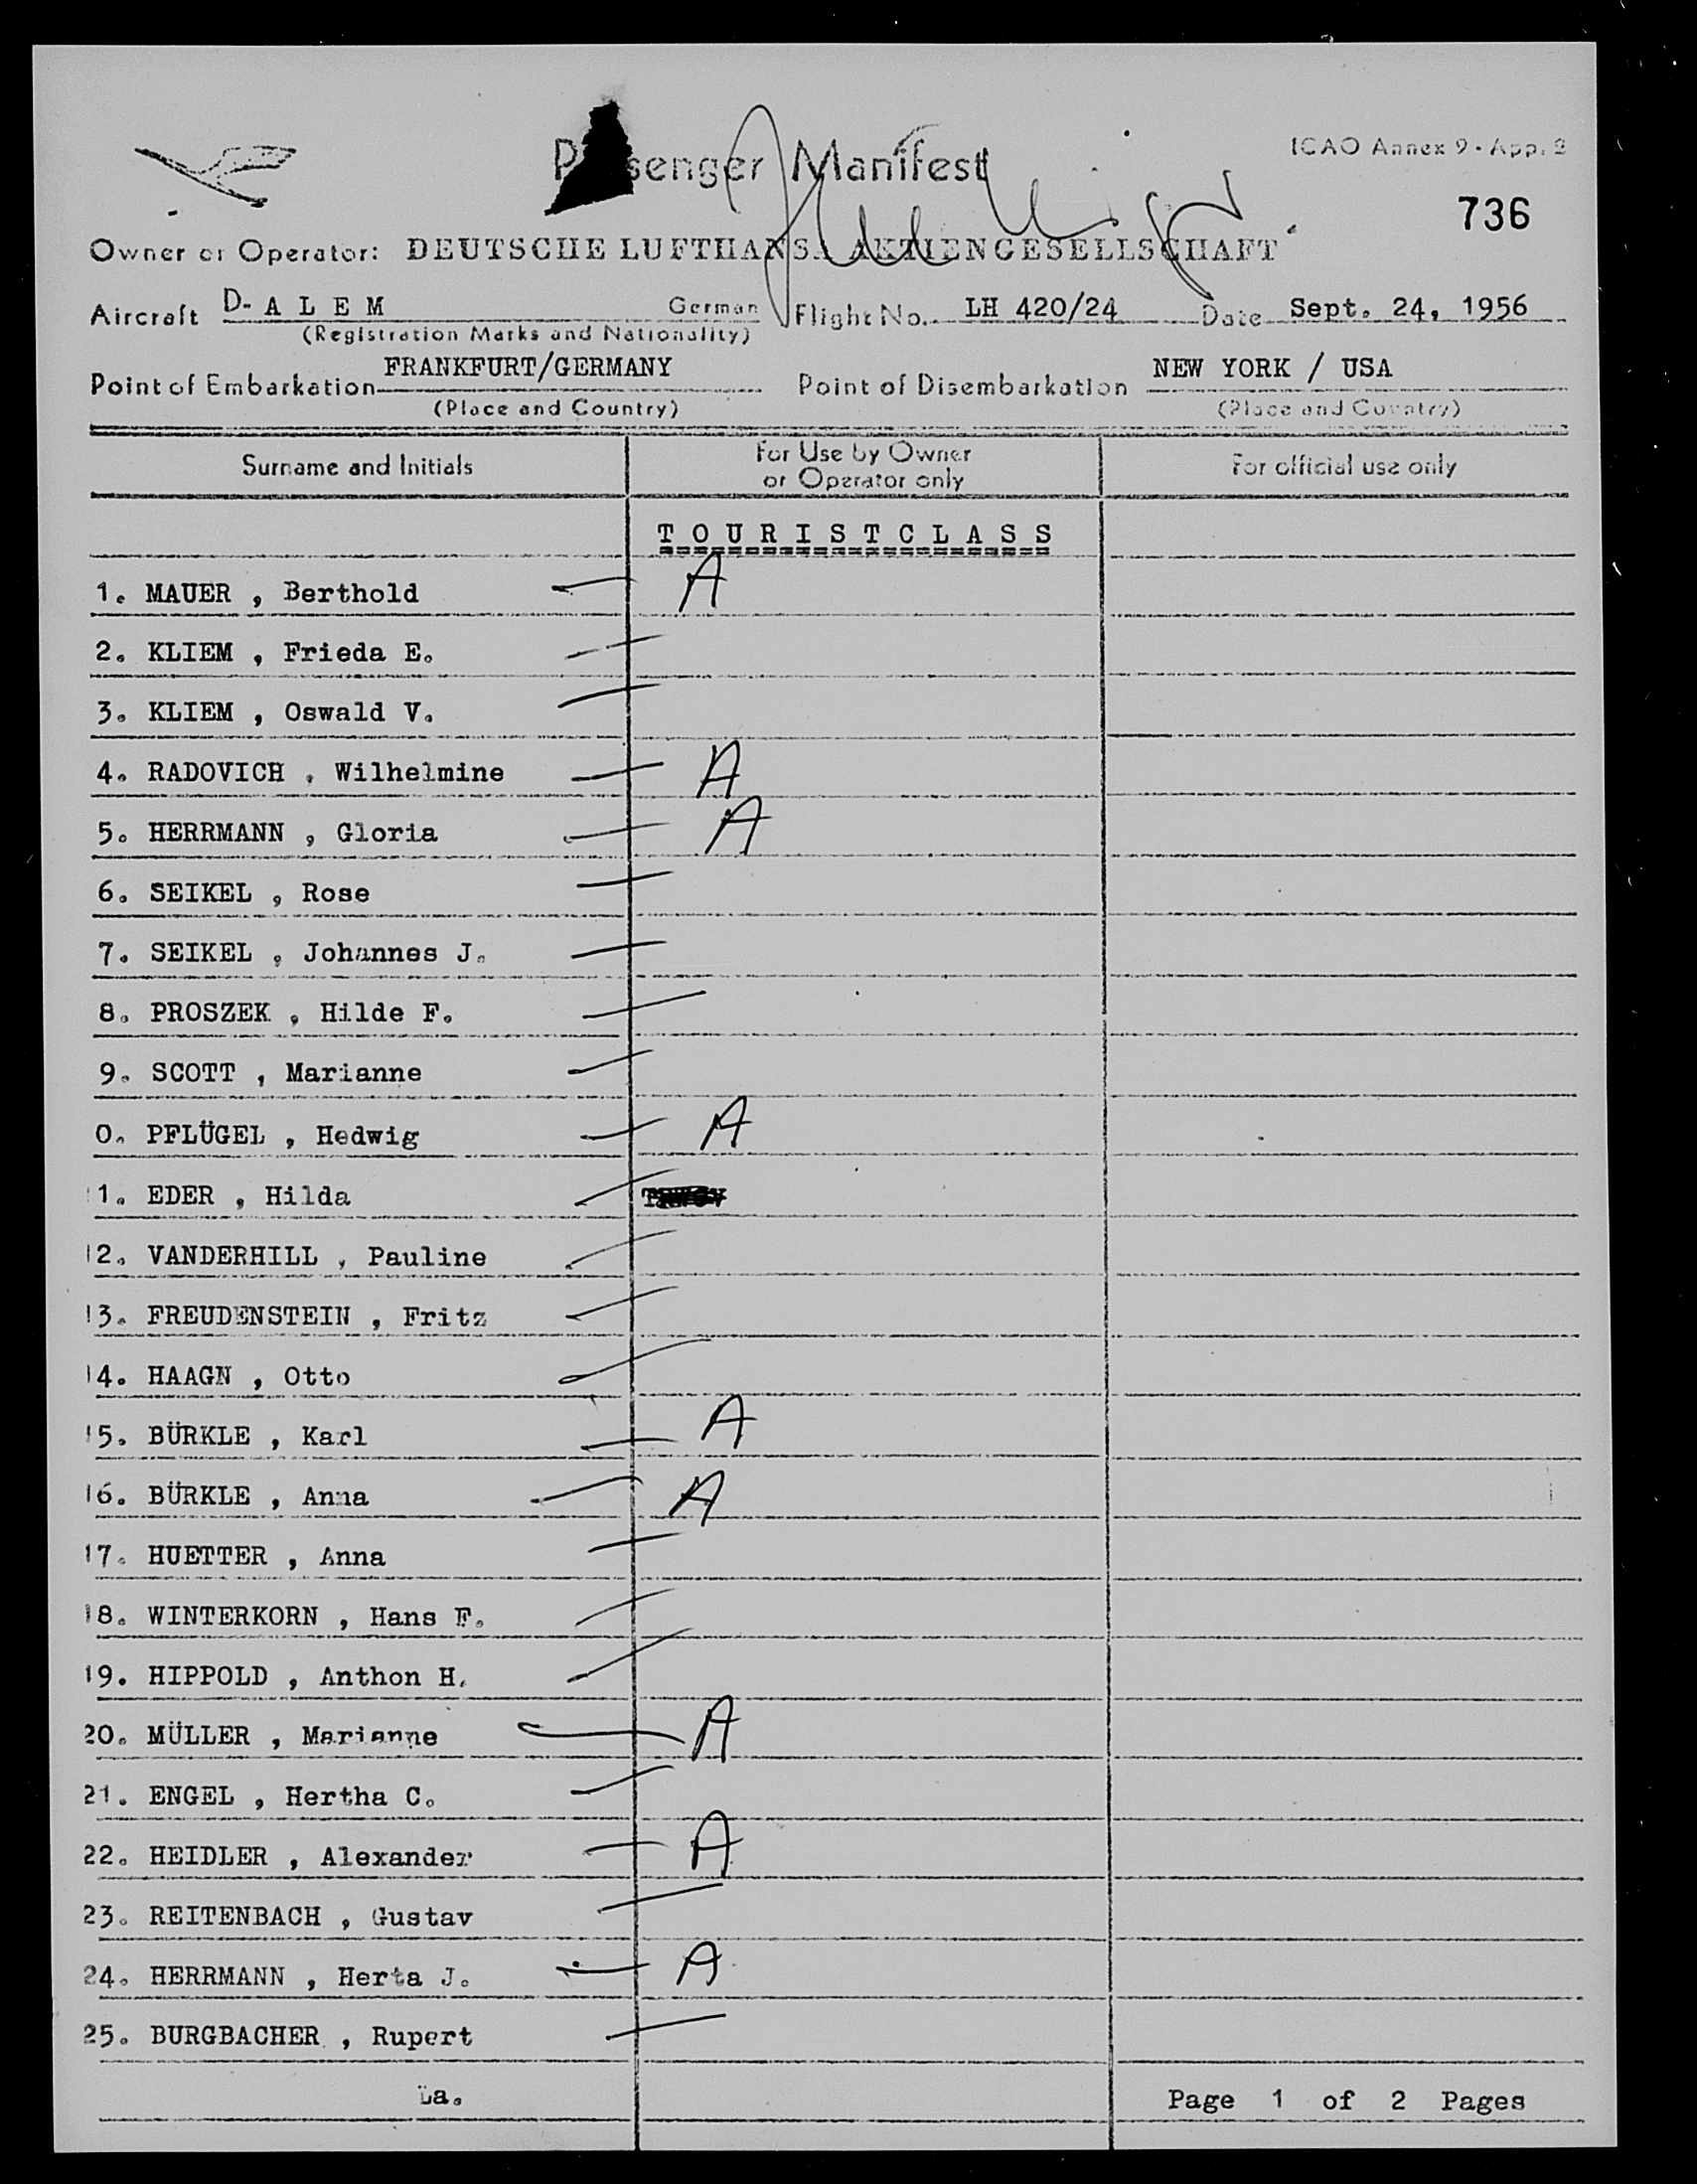 Passenger Manifest
ICAO Annex 9 - App. 2
736
Owner or Operator: DEUTSCHE LUFTHANSA AKTIENGESELLSCHAFT
Aircraft D- A L E M German Flight No. LH 420/24 Date Sept. 24, 1956
(Registration Marks and Nationality)
Point of Embarkation FRANKFURT/GERMANY Point of Disembarkation NEW YORK / USA
(Place and Country) (Place and Country)
Surname and Initials For Use by Owner or Operator only For official use only
T O U R I S T C L A S S
1. MAUER , Berthold A
2. KLIEM , Frieda E.
3. KLIEM , Oswald V.
4. RADOVICH , Wilhelmine A
5. HERRMANN , Gloria A
6. SEIKEL , Rose
7. SEIKEL , Johannes J.
8. PROSZEK , Hilde F.
9. SCOTT , Marianne
0. PFLÜGEL , Hedwig A
11. EDER , Hilda
12. VANDERHILL , Pauline
13. FREUDENSTEIN , Fritz
14. HAAGN , Otto
15. BÜRKLE , Karl A
16. BÜRKLE , Anna A
17. HUETTER , Anna
18. WINTERKORN , Hans F.
19. HIPPOLD , Anthon H.
20. MÜLLER , Marianne A
21. ENGEL , Hertha C.
22. HEIDLER , Alexander A
23. REITENBACH , Gustav
24. HERRMANN , Herta J. A
25. BURGBACHER , Rupert
Page 1 of 2 Pages